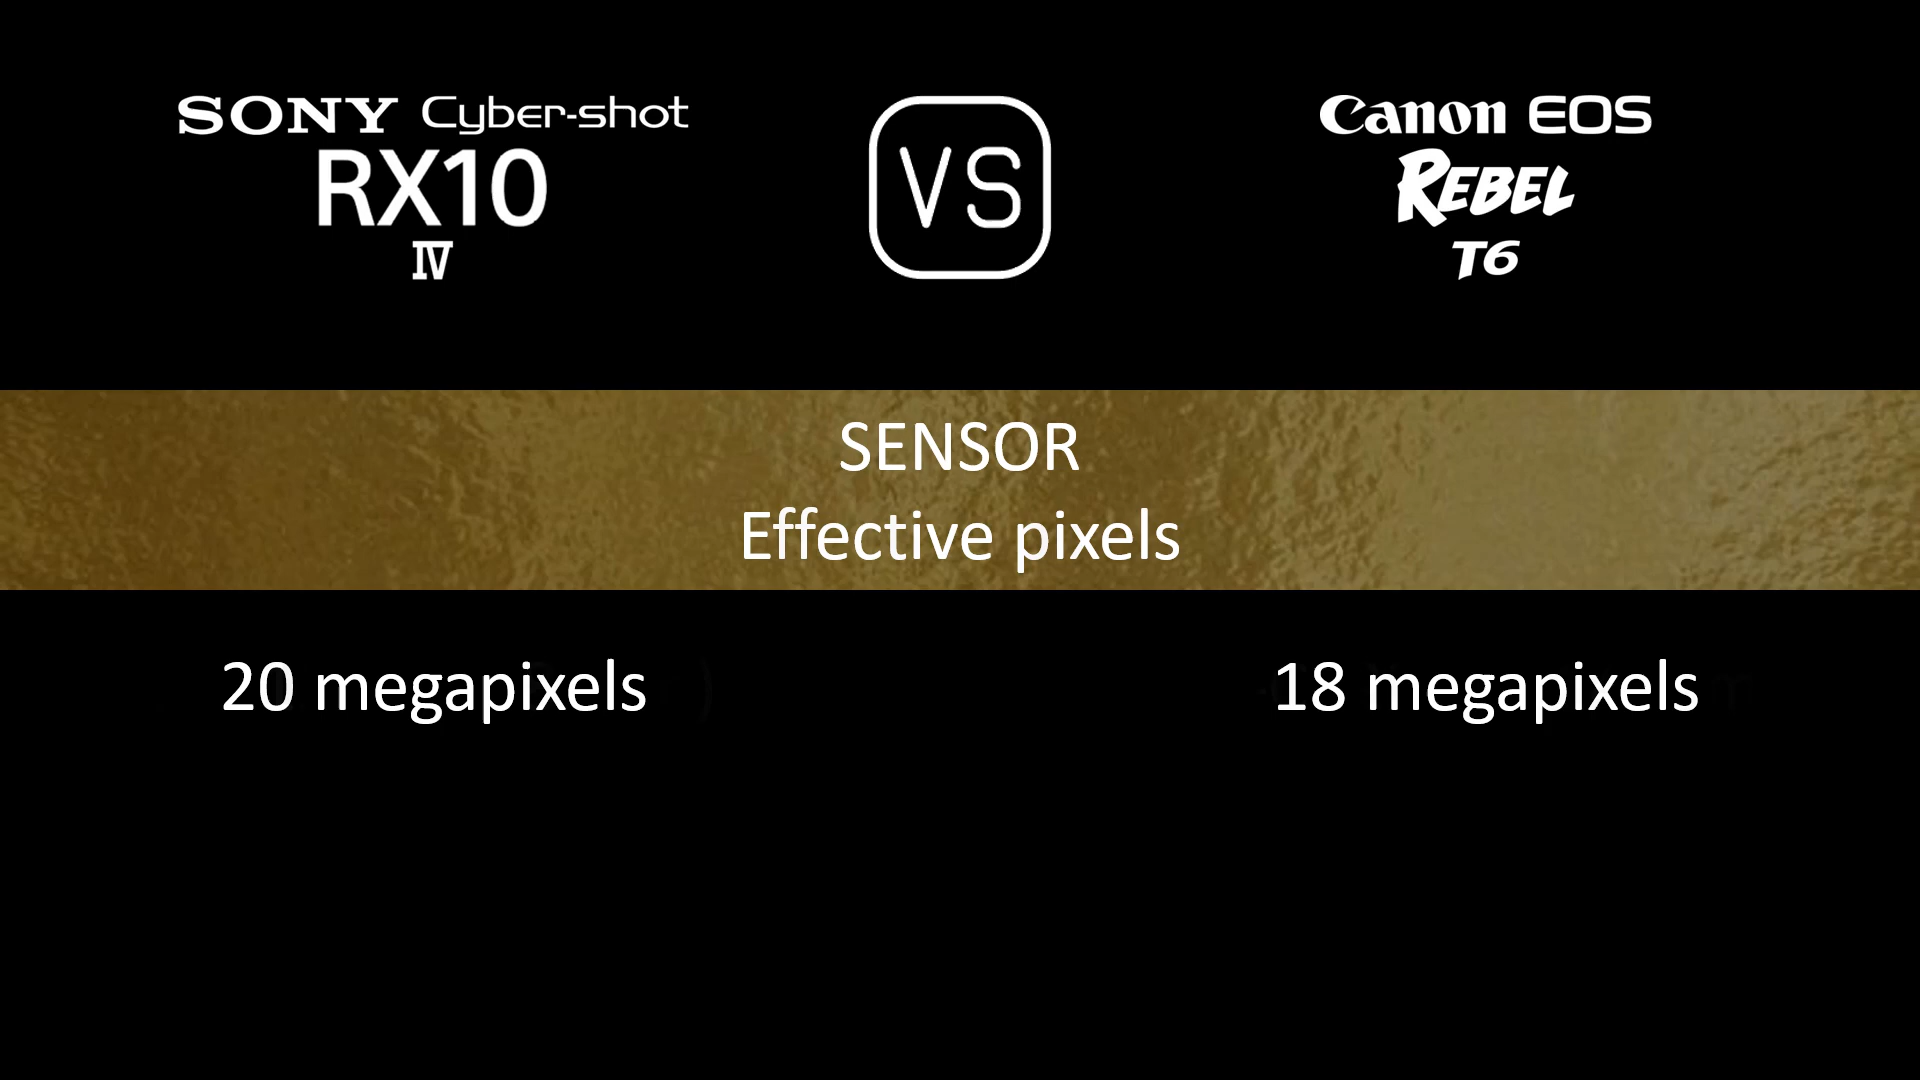 SONY Cyber-shot
RX10
IV
VS
Canon EOS
REBEL
T6
SENSOR
Effective pixels
20 megapixels
18 megapixels